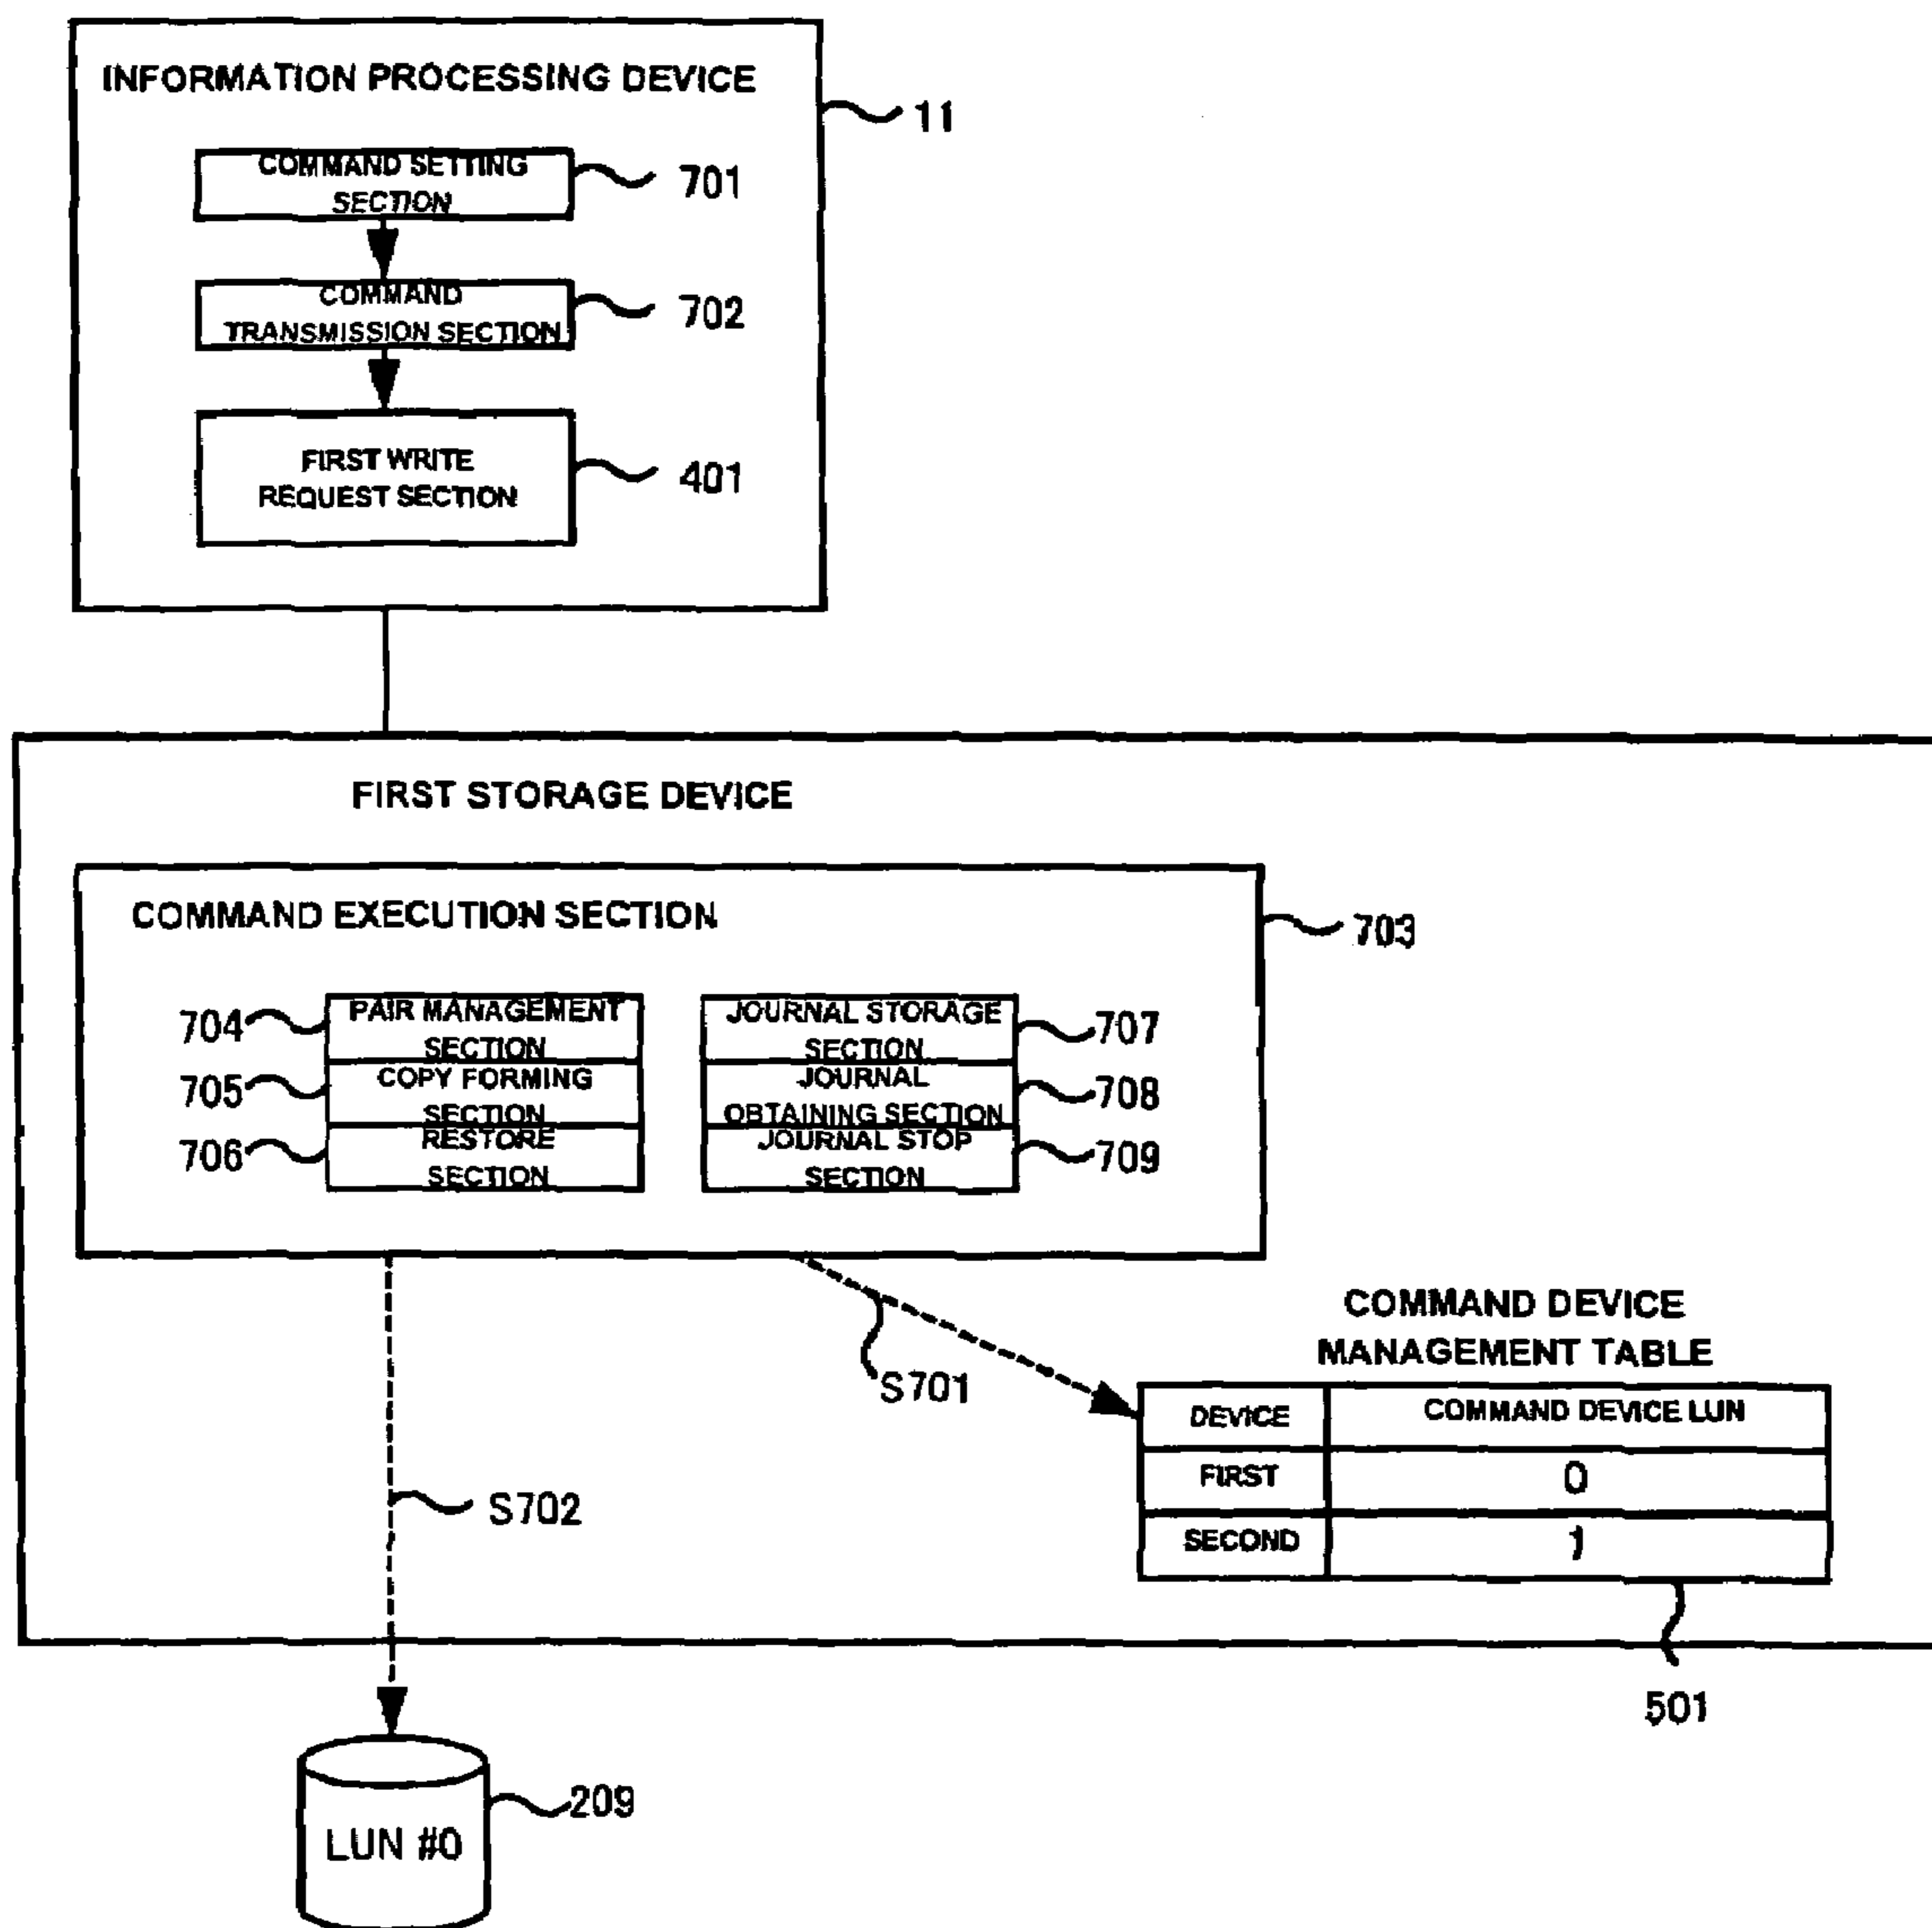 INFORMATION PROCESSING DEVICE
11
COMMAND SETTING
SECTION
701
COMMAND
TRANSMISSION SECTION
702
FIRST WRITE
REQUEST SECTION
401
FIRST STORAGE DEVICE
COMMAND EXECUTION SECTION
703
704
PAIR MANAGEMENT
SECTION
705
COPY FORMING
SECTION
706
RESTORE
SECTION
JOURNAL STORAGE
SECTION
707
JOURNAL
OBTAINING SECTION
708
JOURNAL STOP
SECTION
709
COMMAND DEVICE
MANAGEMENT TABLE
S701
DEVICE COMMAND DEVICE LUN
FIRST 0
SECOND 1
S702
501
209
LUN #0